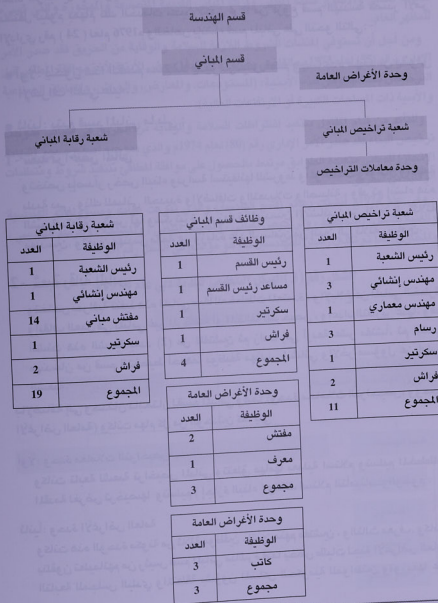 قسم الهندسة
قسم المباني
وحدة الأغراض العامة
شعبة تراخيص المباني
شعبة رقابة المباني
وحدة معاملات التراخيص
شعبة تراخيص المباني
الوظيفة العدد
رئيس الشعبة 1
مهندس إنشائي 3
مهندس معماري 1
رسام 3
سكرتير 1
فراش 2
المجموع 11
وظائف قسم المباني
الوظيفة العدد
رئيس القسم 1
مساعد رئيس القسم 1
سكرتير 1
فراش 1
المجموع 4
شعبة رقابة المباني
الوظيفة العدد
رئيس الشعبة 1
مهندس إنشائي 1
مفتش مباني 14
سكرتير 1
فراش 2
المجموع 19
وحدة الأغراض العامة
الوظيفة العدد
مفتش 2
معرف 1
مجموع 3
وحدة الأغراض العامة
الوظيفة العدد
كاتب 3
مجموع 3